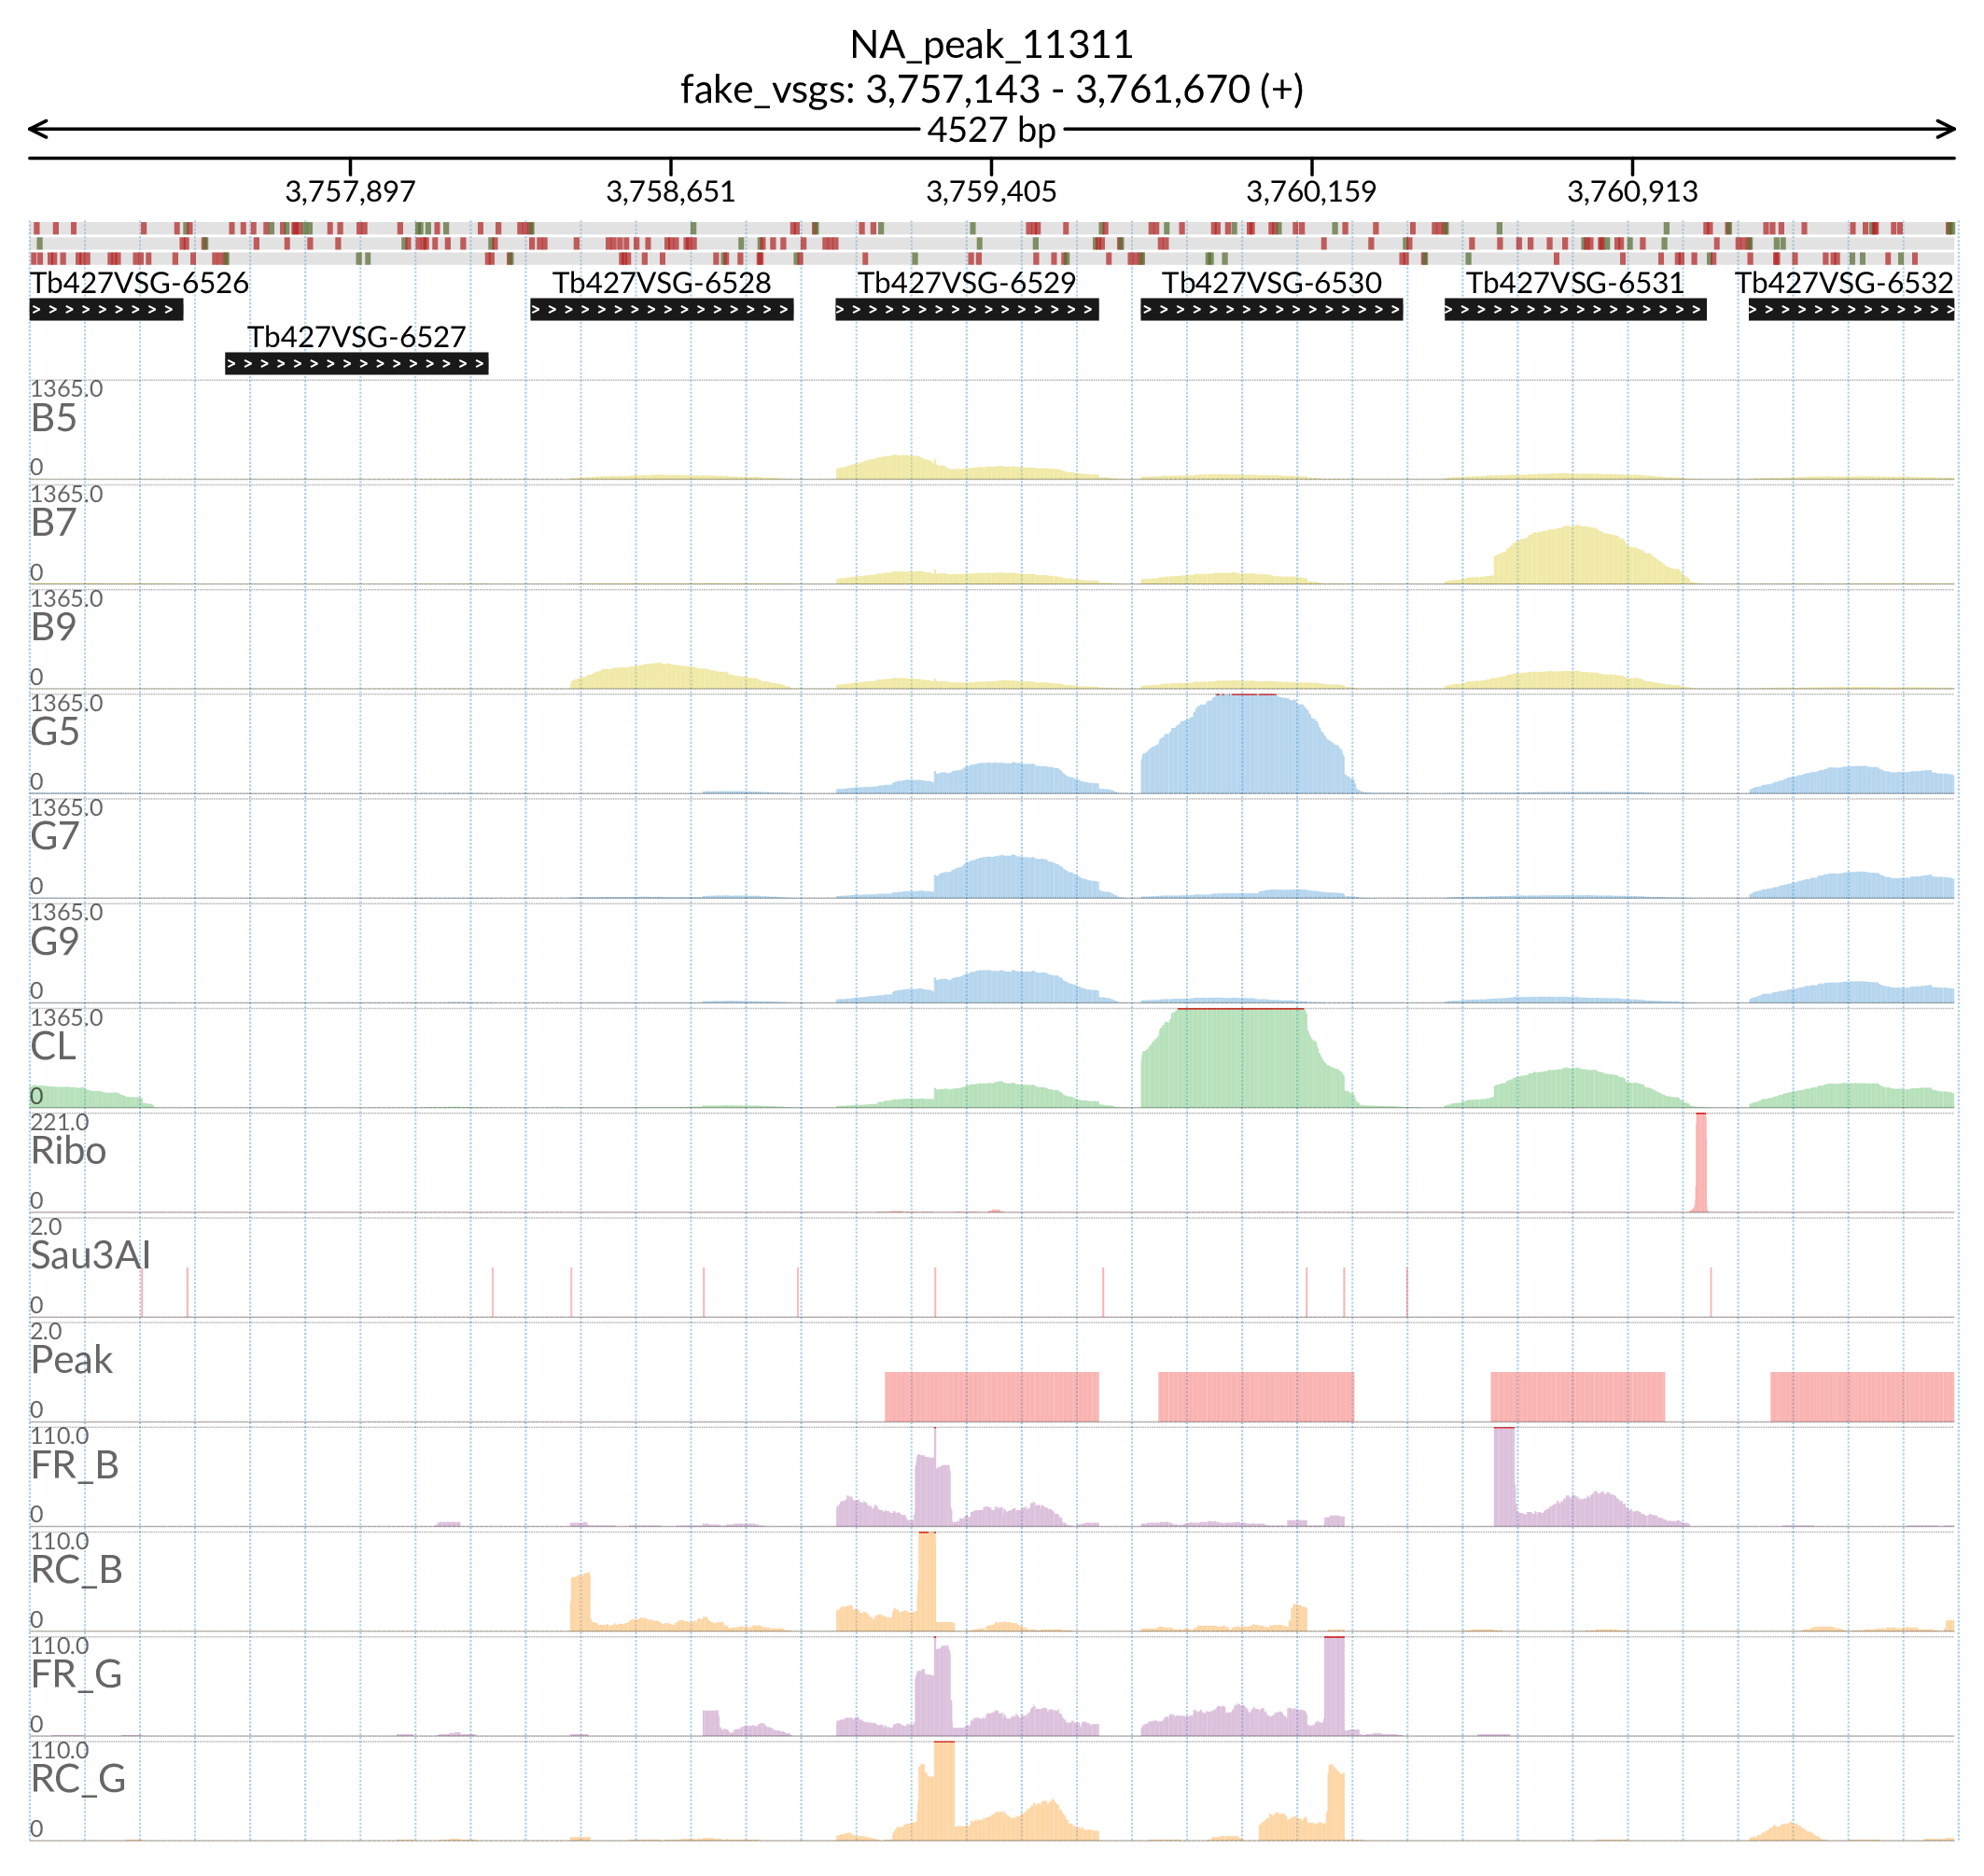 NA_peak_11311
fake_vsgs: 3,757,143 - 3,761,670 (+)
4527 bp
3,757,897 3,758,651 3,759,405 3,760,159 3,760,913
Tb427VSG-6526 Tb427VSG-6528 Tb427VSG-6529 Tb427VSG-6530 Tb427VSG-6531 Tb427VSG-6532
Tb427VSG-6527
1365.0
B5
0
1365.0
B7
0
1365.0
B9
0
1365.0
G5
0
1365.0
G7
0
1365.0
G9
0
1365.0
CL
0
221.0
Ribo
0
2.0
Sau3AI
0
2.0
Peak
0
110.0
FR_B
0
110.0
RC_B
0
110.0
FR_G
0
110.0
RC_G
0